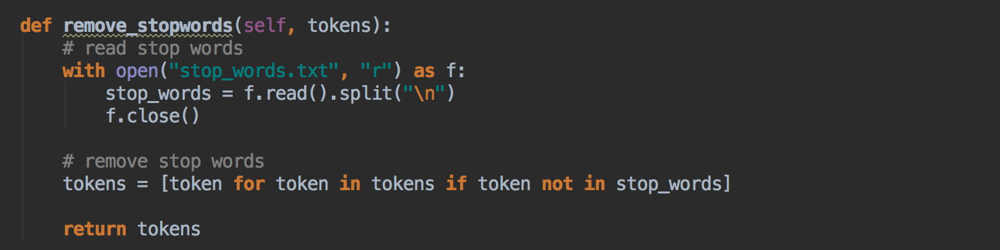 def remove_stopwords(self, tokens):
    # read stop words
    with open("stop_words.txt", "r") as f:
        stop_words = f.read().split("\n")
        f.close()

    # remove stop words
    tokens = [token for token in tokens if token not in stop_words]

    return tokens